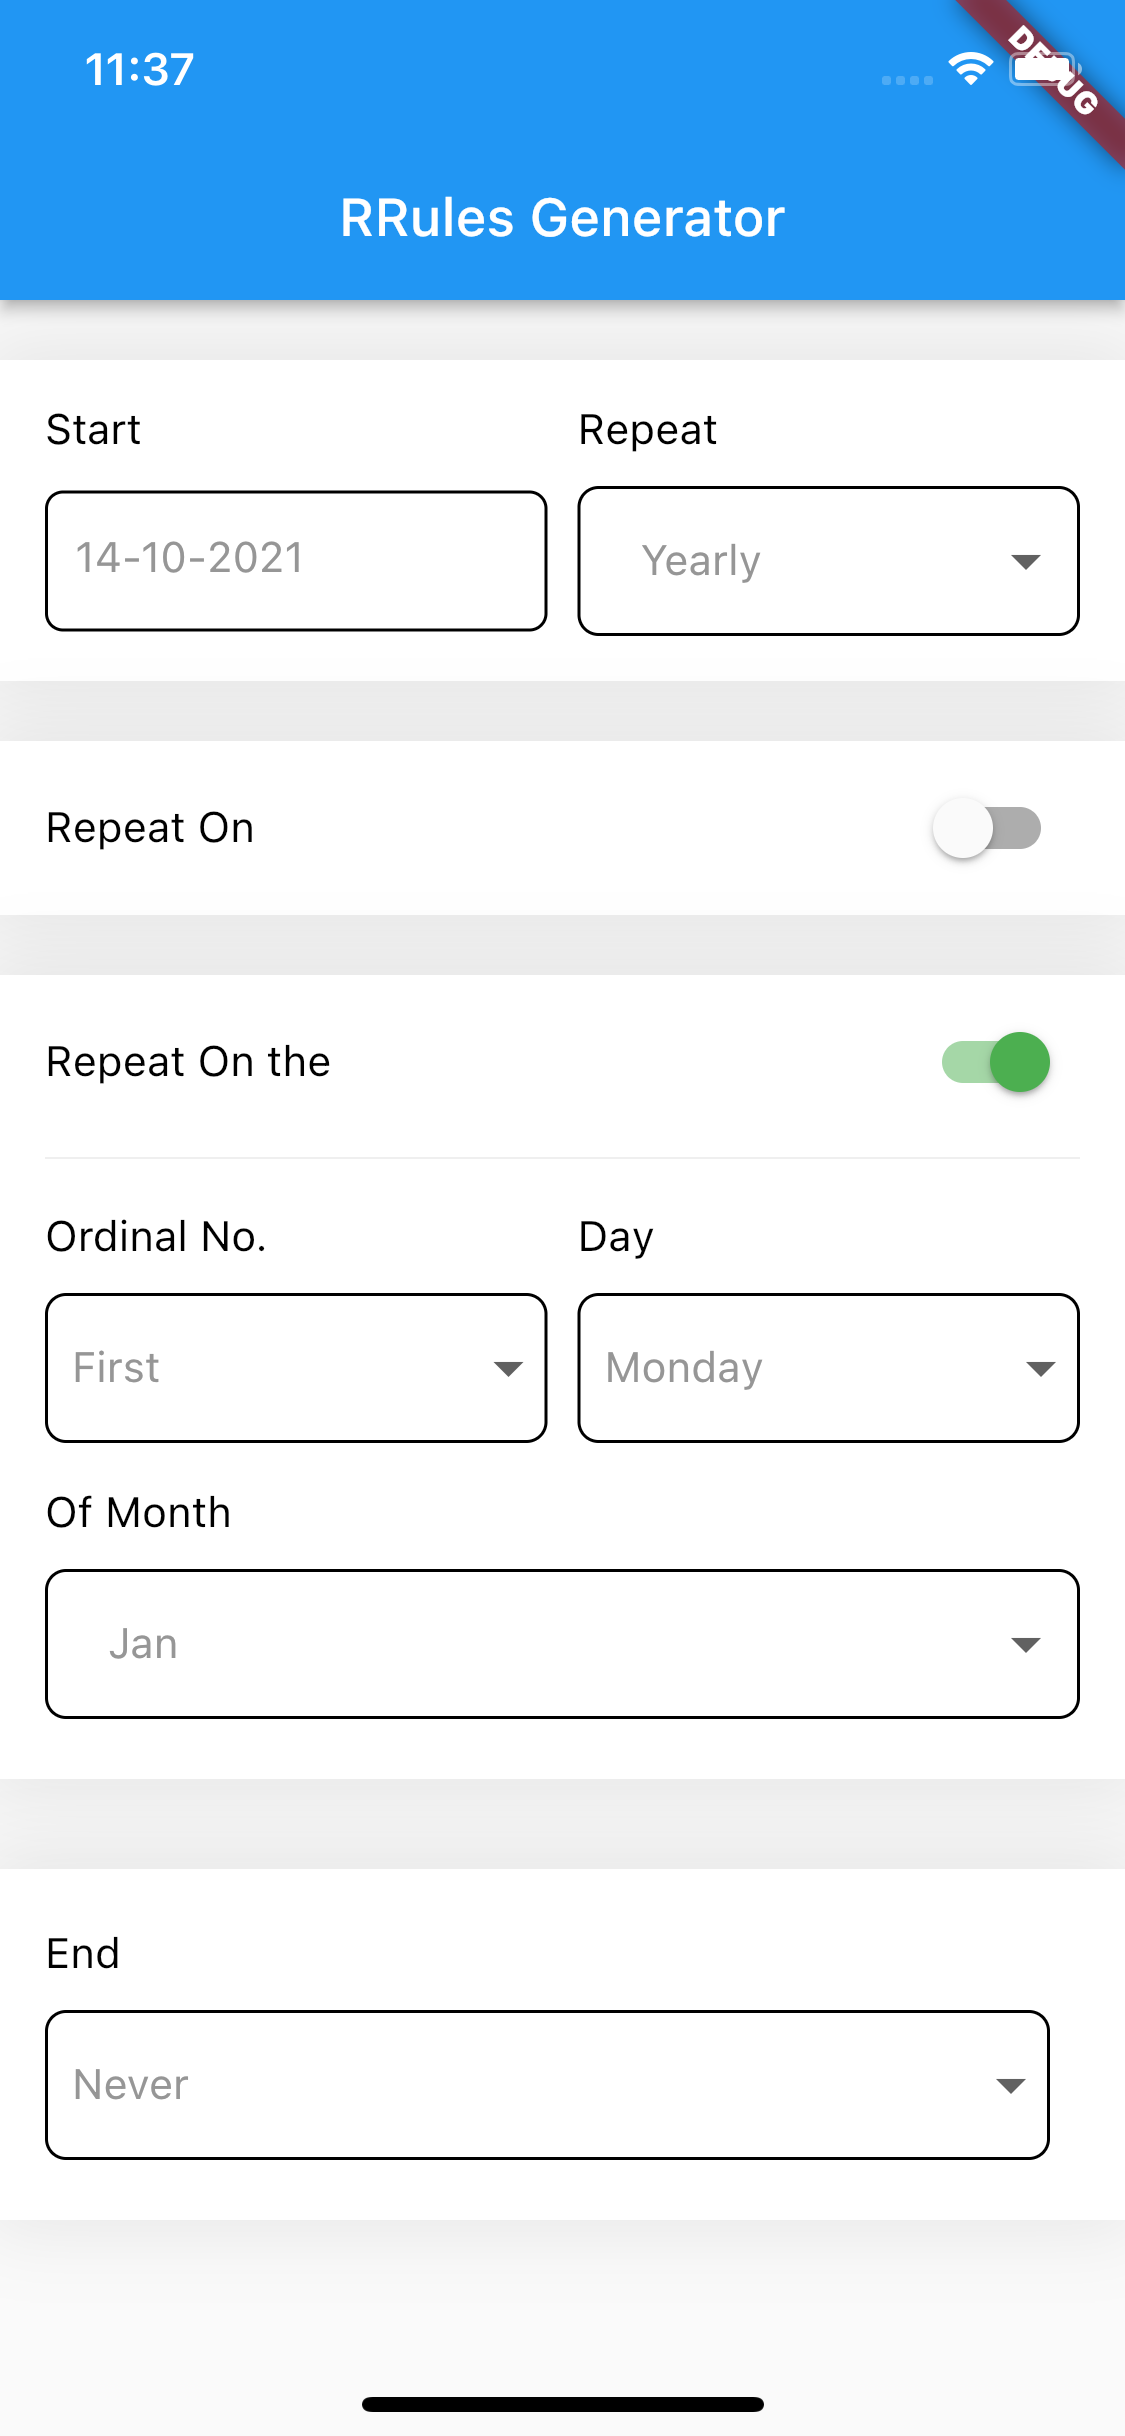 11:37
DEBUG
RRules Generator
Start
Repeat
14-10-2021
Yearly
Repeat On
Repeat On the
Ordinal No.
Day
First
Monday
Of Month
Jan
End
Never